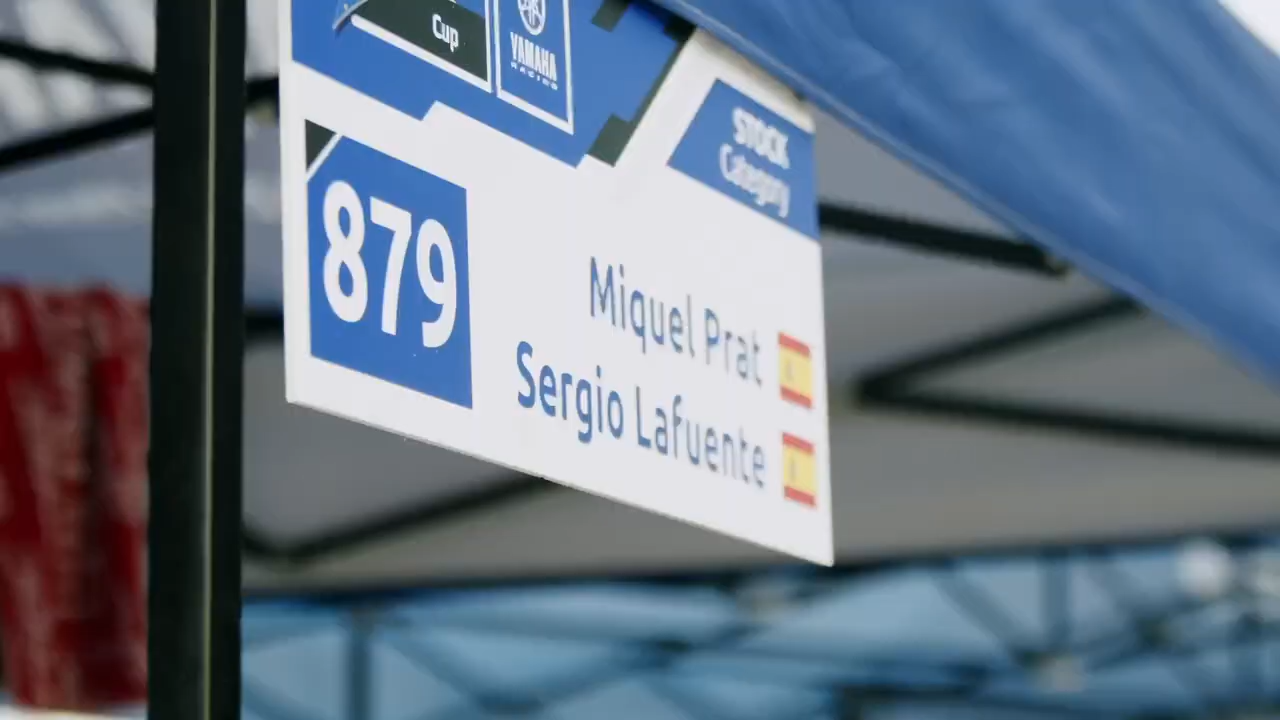 Cup
YAMAHA
RACING
STOCK
Category
879
Miquel Prat
Sergio Lafuente